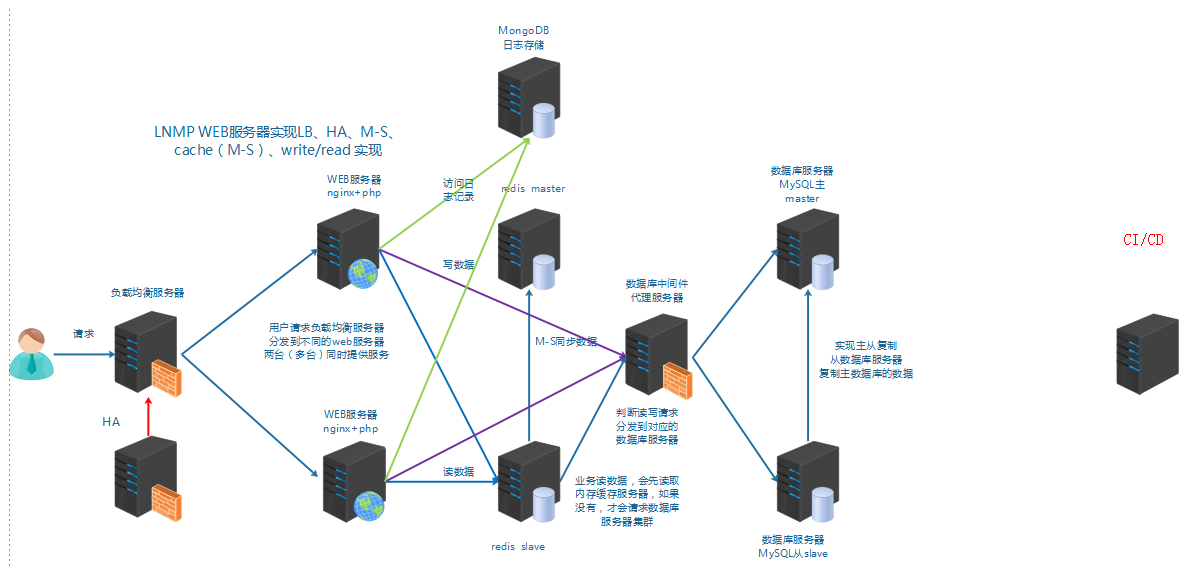 MongoDB
日志存储
LNMP WEB服务器实现LB、HA、M-S、
cache（M-S）、write/read 实现
WEB服务器
nginx+php
访问日
志记录
redis master
数据库服务器
MySQL主
master
CI/CD
写数据
负载均衡服务器
数据库中间件
代理服务器
请求
用户请求负载均衡服务器
分发到不同的web服务器
两台（多台）同时提供服务
M-S同步数据
实现主从复制
从数据库服务器
复制主数据库的数据
HA
WEB服务器
nginx+php
判断读写请求
分发到对应的
数据库服务器
读数据
业务读数据，会先读取
内存缓存服务器，如果
没有，才会请求数据库
服务器集群
redis slave
数据库服务器
MySQL从slave